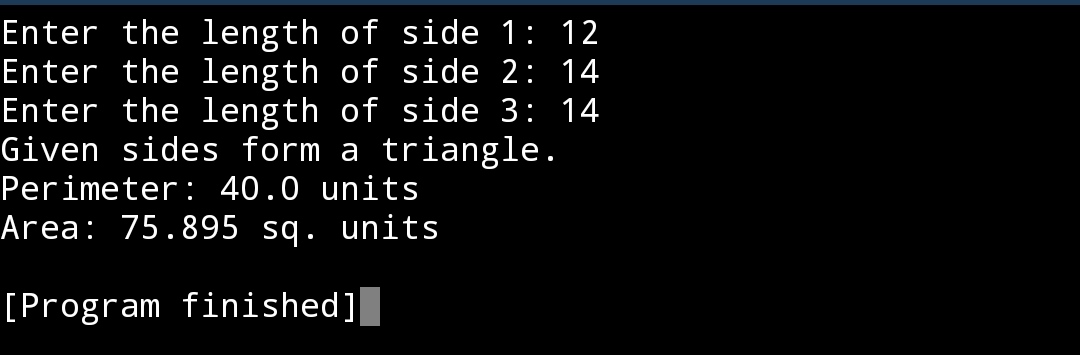 Enter the length of side 1: 12
Enter the length of side 2: 14
Enter the length of side 3: 14
Given sides form a triangle.
Perimeter: 40.0 units
Area: 75.895 sq. units
[Program finished]